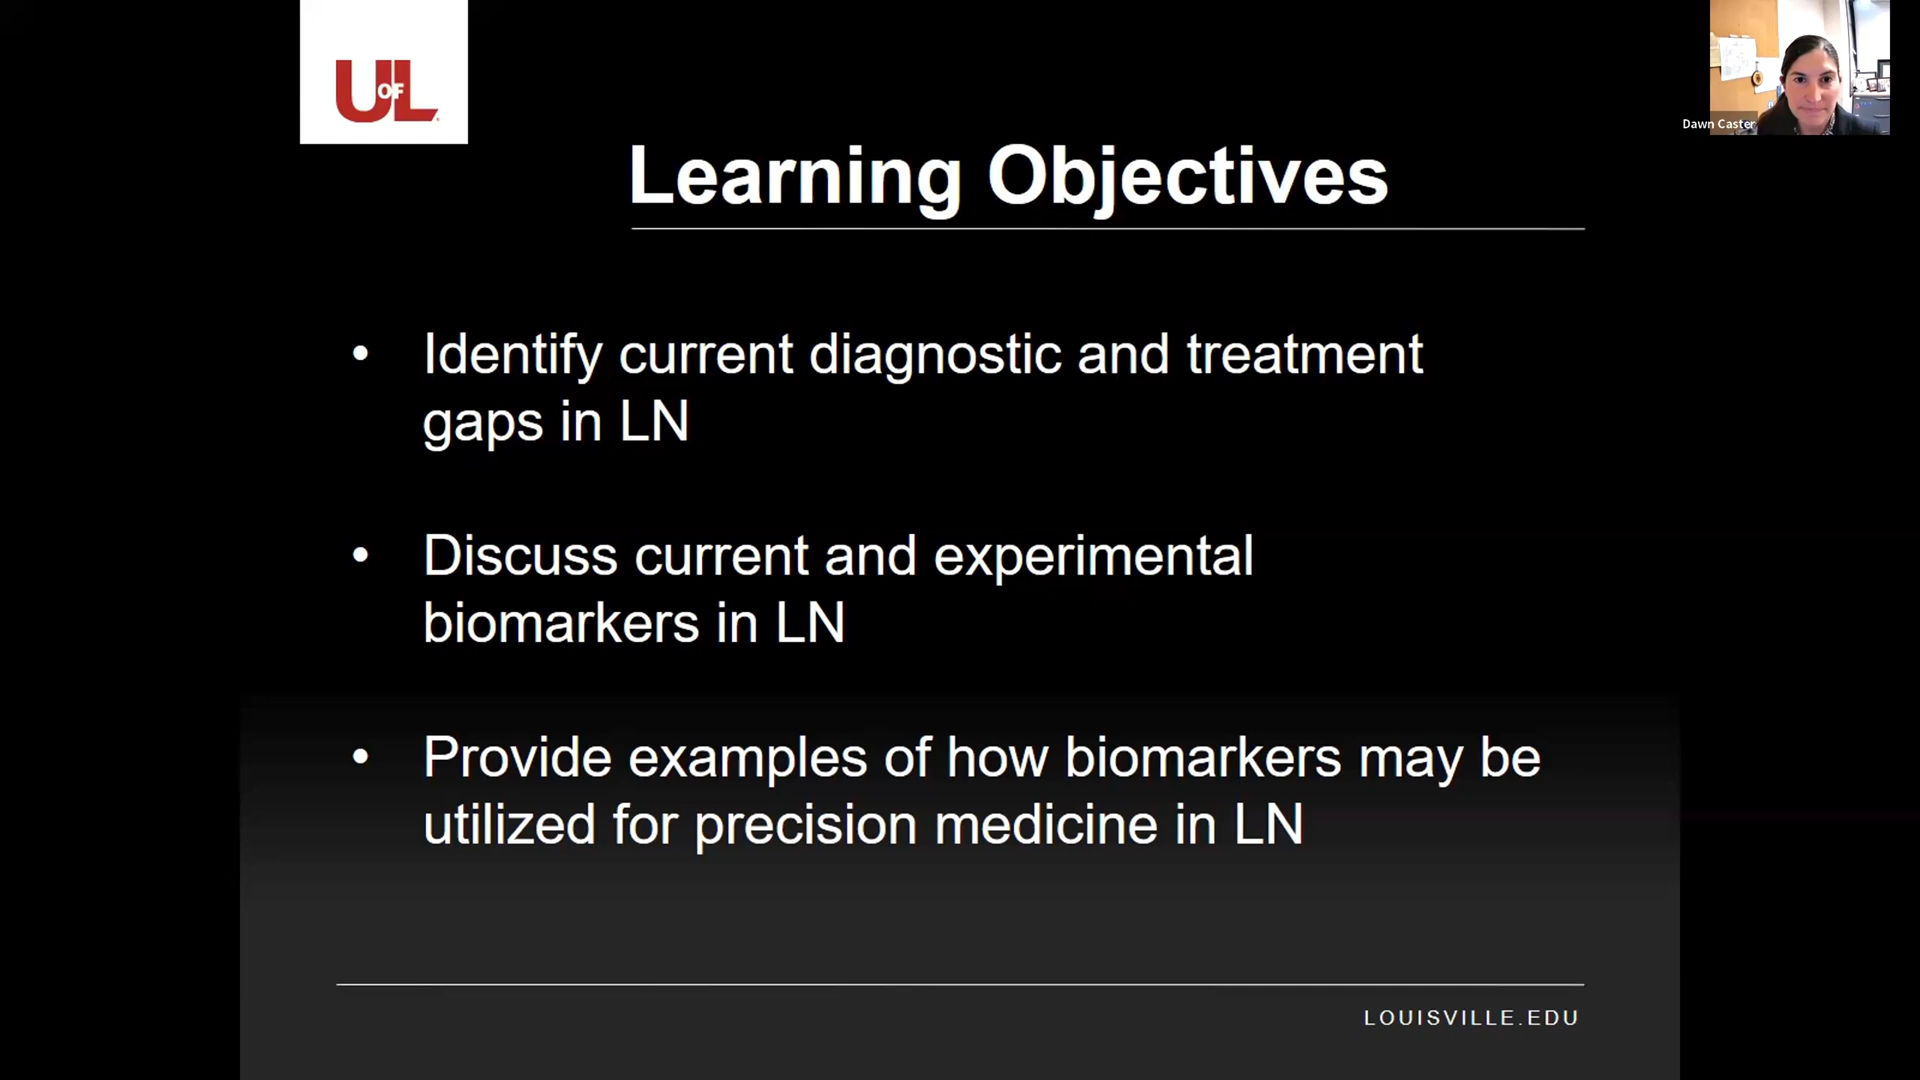 UofL
Dawn Caster
Learning Objectives
• Identify current diagnostic and treatment
gaps in LN
• Discuss current and experimental
biomarkers in LN
• Provide examples of how biomarkers may be
utilized for precision medicine in LN
LOUISVILLE.EDU